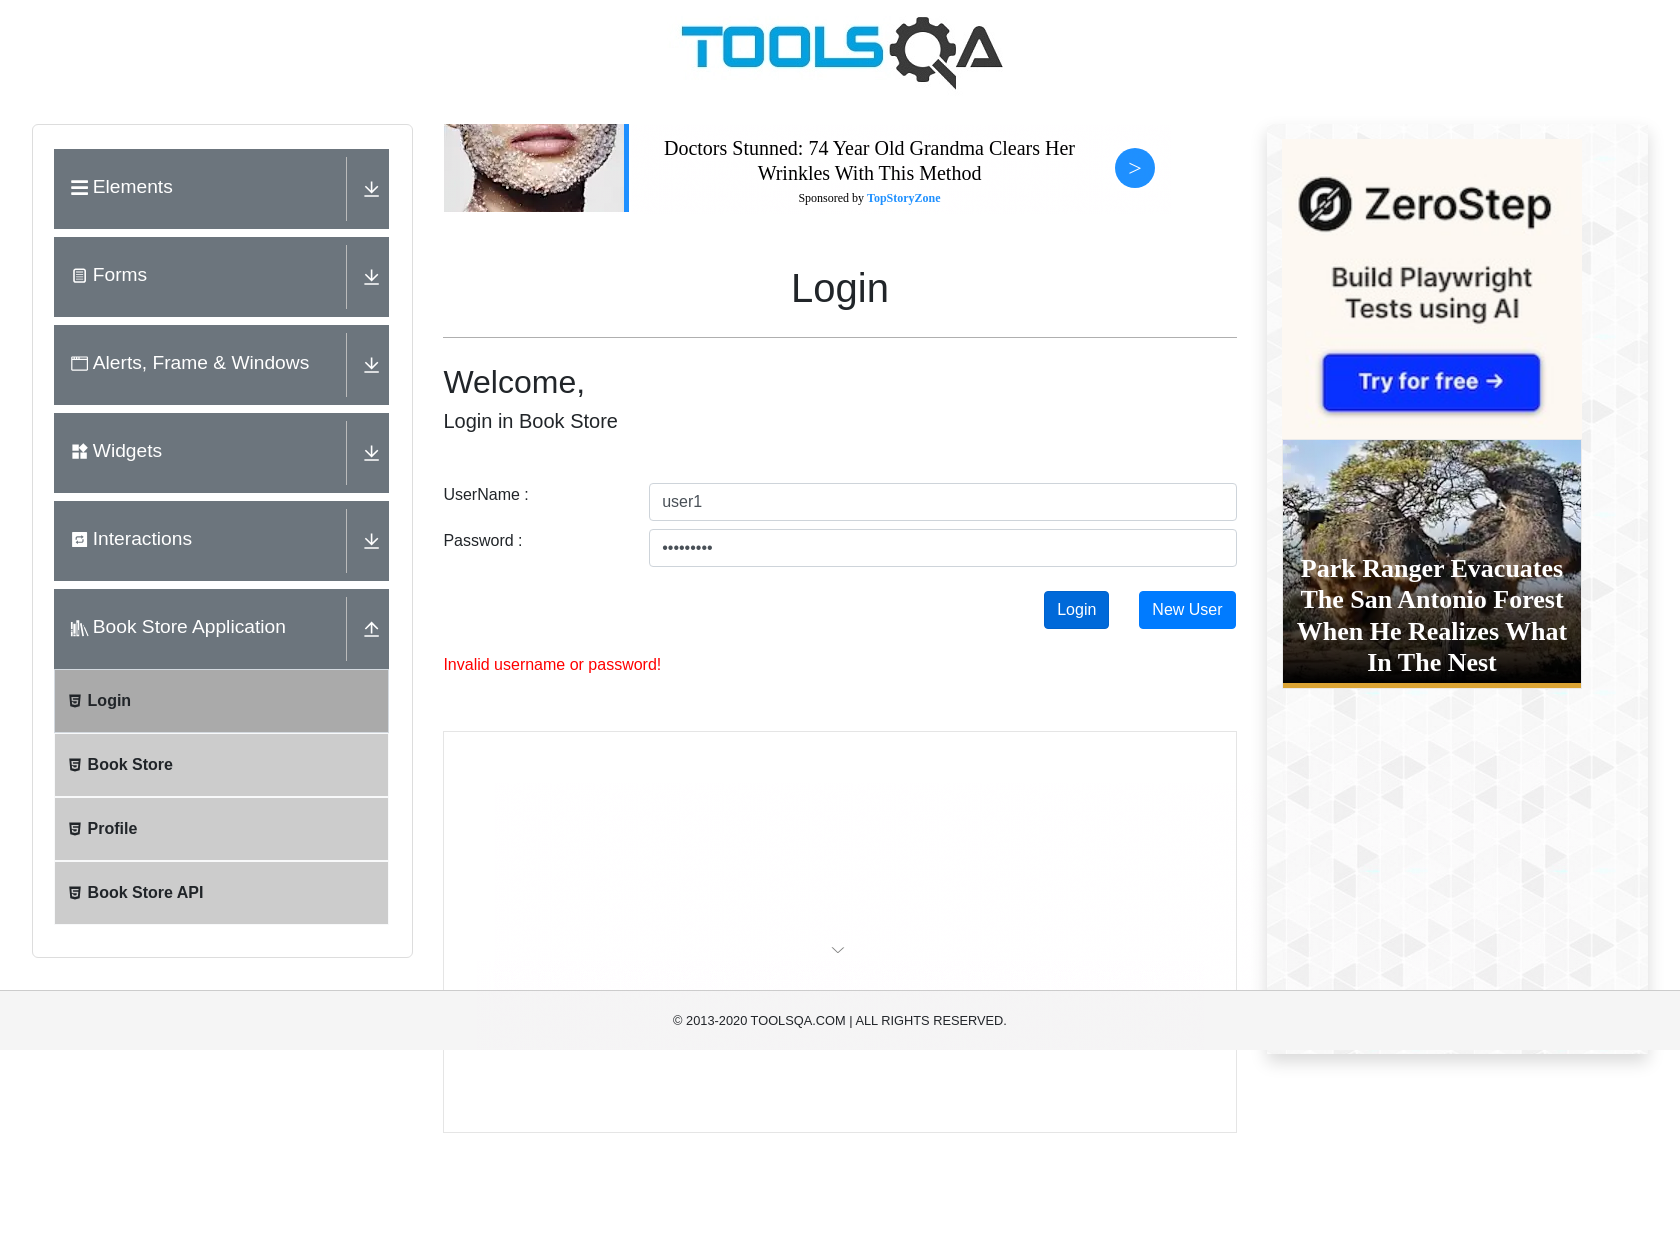 TOOLSQA
Elements
Forms
Alerts, Frame & Windows
Widgets
Interactions
Book Store Application
Login
Book Store
Profile
Book Store API
Doctors Stunned: 74 Year Old Grandma Clears Her
Wrinkles With This Method
Sponsored by TopStoryZone
>
Login
Welcome,
Login in Book Store
UserName :
user1
Password :
•••••••••
Login
New User
Invalid username or password!
ZeroStep
Build Playwright
Tests using AI
Try for free →
Park Ranger Evacuates
The San Antonio Forest
When He Realizes What
In The Nest
© 2013-2020 TOOLSQA.COM | ALL RIGHTS RESERVED.